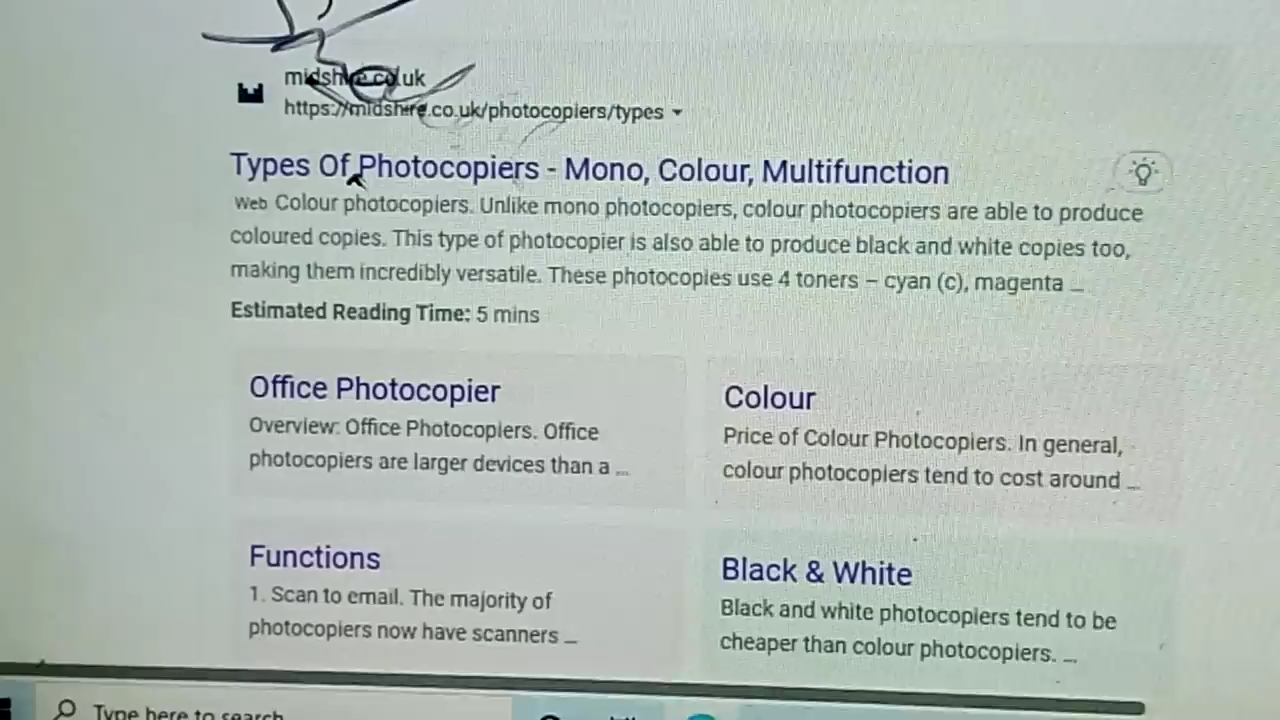 midshire.co.uk
https://midshire.co.uk/photocopiers/types
Types Of Photocopiers - Mono, Colour, Multifunction
Web Colour photocopiers. Unlike mono photocopiers, colour photocopiers are able to produce
coloured copies. This type of photocopier is also able to produce black and white copies too,
making them incredibly versatile. These photocopies use 4 toners – cyan (c), magenta ...
Estimated Reading Time: 5 mins
Office Photocopier
Overview: Office Photocopiers. Office
photocopiers are larger devices than a ...
Colour
Price of Colour Photocopiers. In general,
colour photocopiers tend to cost around ...
Functions
1. Scan to email. The majority of
photocopiers now have scanners ...
Black & White
Black and white photocopiers tend to be
cheaper than colour photocopiers. ...
Type here to search